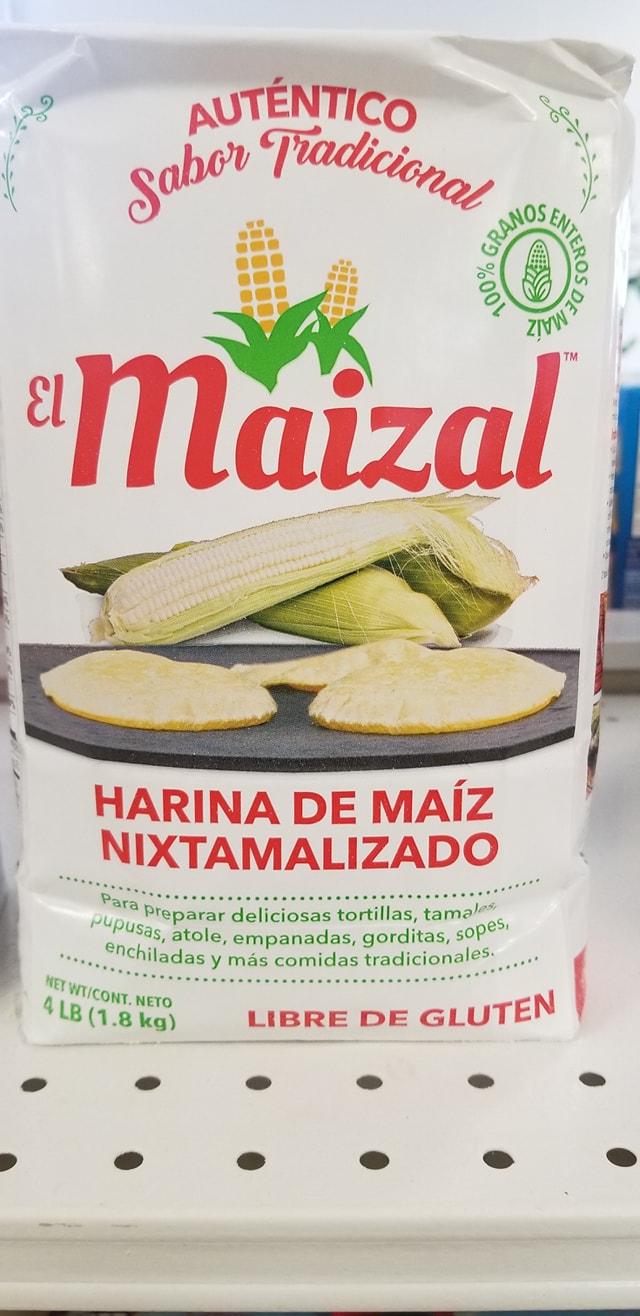 AUTÉNTICO
Sabor Tradicional
100% GRANOS ENTEROS DE MAÍZ
El Maizal™
HARINA DE MAÍZ
NIXTAMALIZADO
Para preparar deliciosas tortillas, tamales,
pupusas, atole, empanadas, gorditas, sopes,
enchiladas y más comidas tradicionales.
NET WT/CONT. NETO
4 LB (1.8 kg)
LIBRE DE GLUTEN